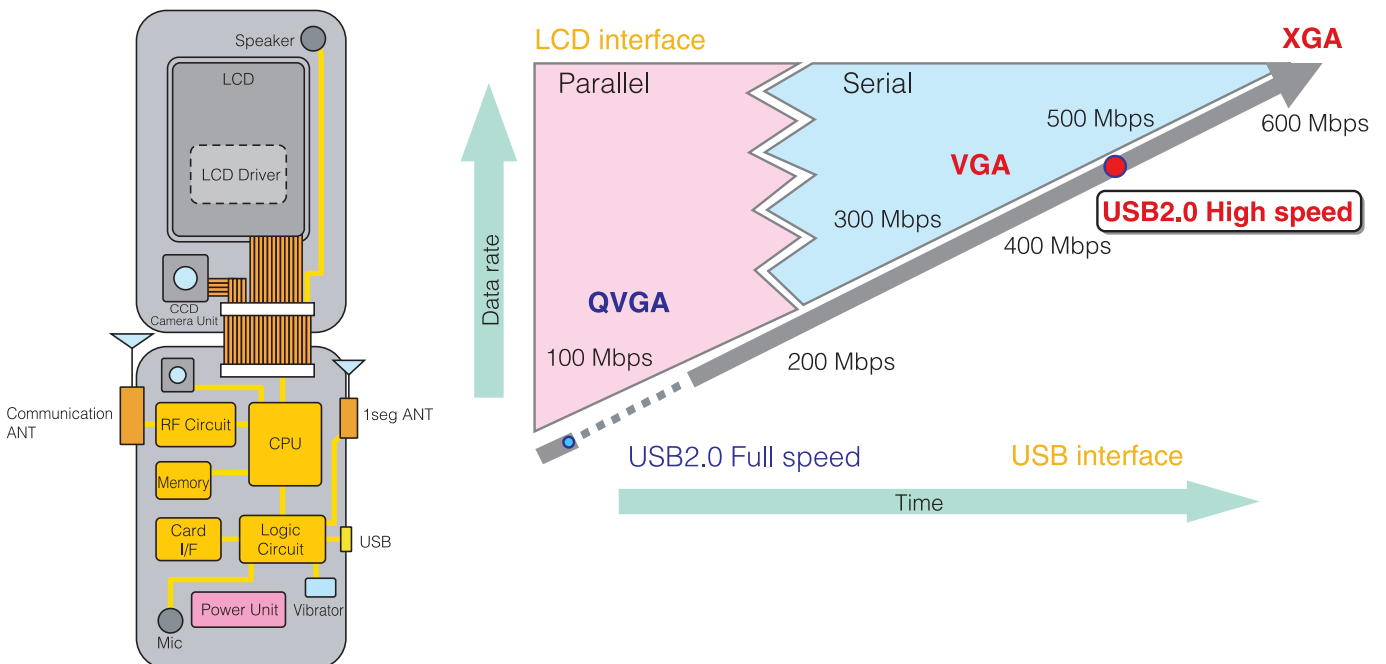 Speaker
LCD
LCD Driver
CCD
Camera Unit
Communication
ANT
1seg ANT
RF Circuit
CPU
Memory
Card
I/F
Logic
Circuit
USB
Power Unit
Vibrator
Mic
LCD interface
XGA
Parallel
Serial
500 Mbps
600 Mbps
VGA
USB2.0 High speed
300 Mbps
400 Mbps
Data rate
QVGA
100 Mbps
200 Mbps
USB2.0 Full speed
USB interface
Time